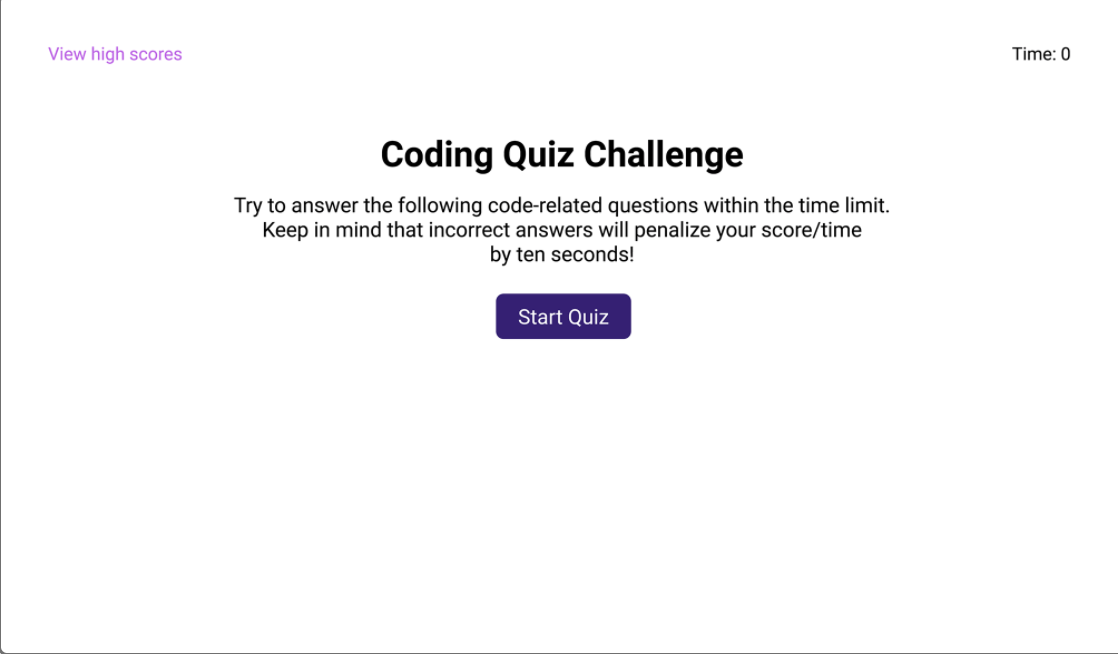 View high scores
Time: 0
Coding Quiz Challenge
Try to answer the following code-related questions within the time limit.
Keep in mind that incorrect answers will penalize your score/time
by ten seconds!
Start Quiz